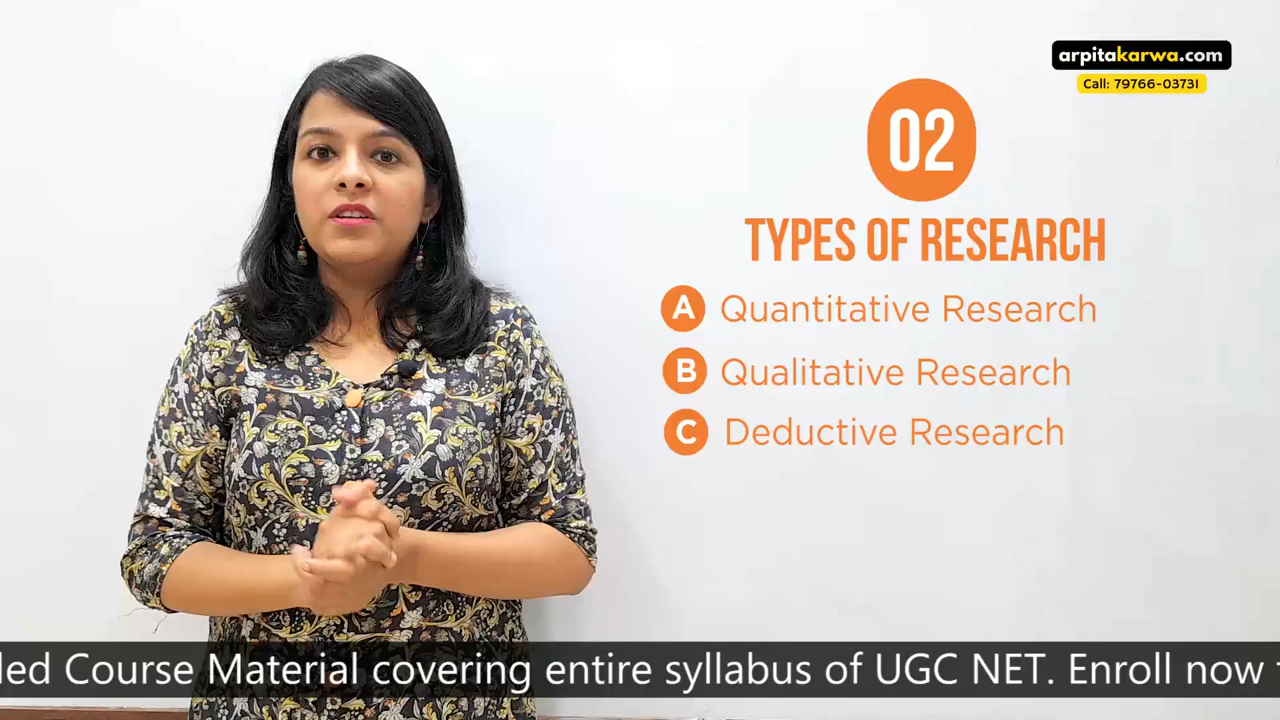 arpitakarwa.com
Call: 79766-03731
02
TYPES OF RESEARCH
A Quantitative Research
B Qualitative Research
C Deductive Research
Course Material covering entire syllabus of UGC NET. Enroll now